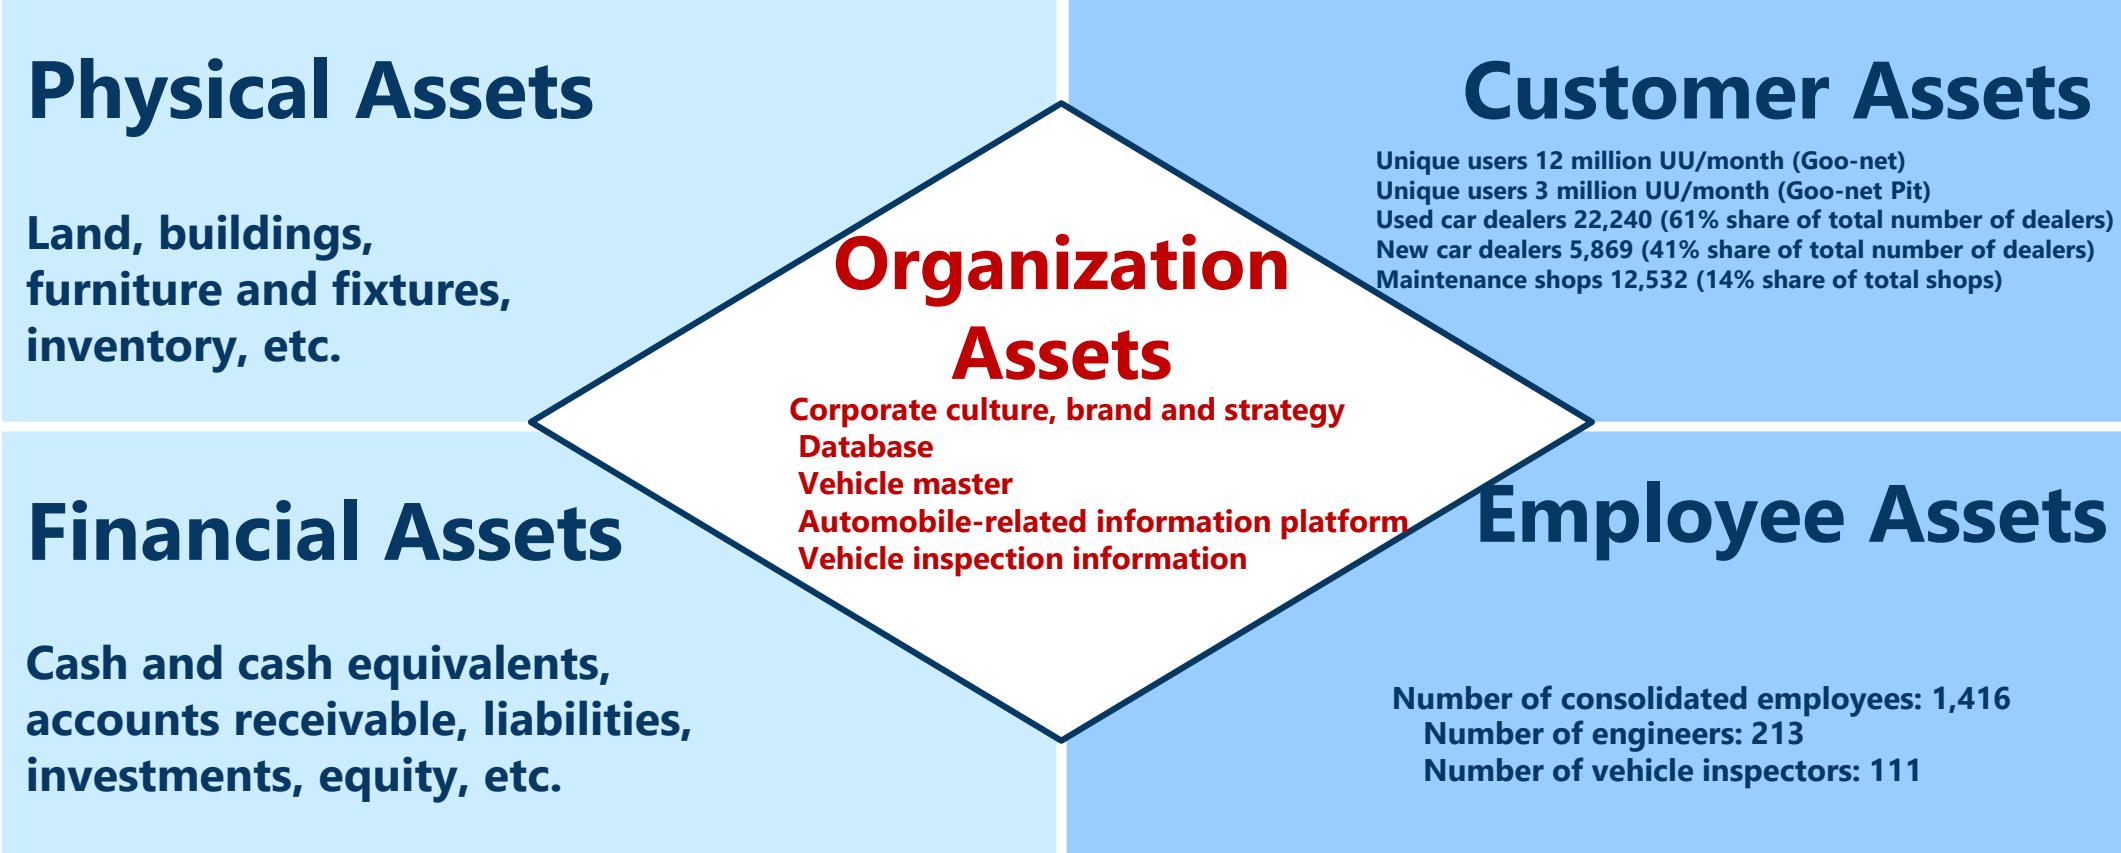 Physical Assets
Land, buildings,
furniture and fixtures,
inventory, etc.
Customer Assets
Unique users 12 million UU/month (Goo-net)
Unique users 3 million UU/month (Goo-net Pit)
Used car dealers 22,240 (61% share of total number of dealers)
New car dealers 5,869 (41% share of total number of dealers)
Maintenance shops 12,532 (14% share of total shops)
Organization
Assets
Corporate culture, brand and strategy
Database
Vehicle master
Automobile-related information platform
Vehicle inspection information
Financial Assets
Cash and cash equivalents,
accounts receivable, liabilities,
investments, equity, etc.
Employee Assets
Number of consolidated employees: 1,416
Number of engineers: 213
Number of vehicle inspectors: 111